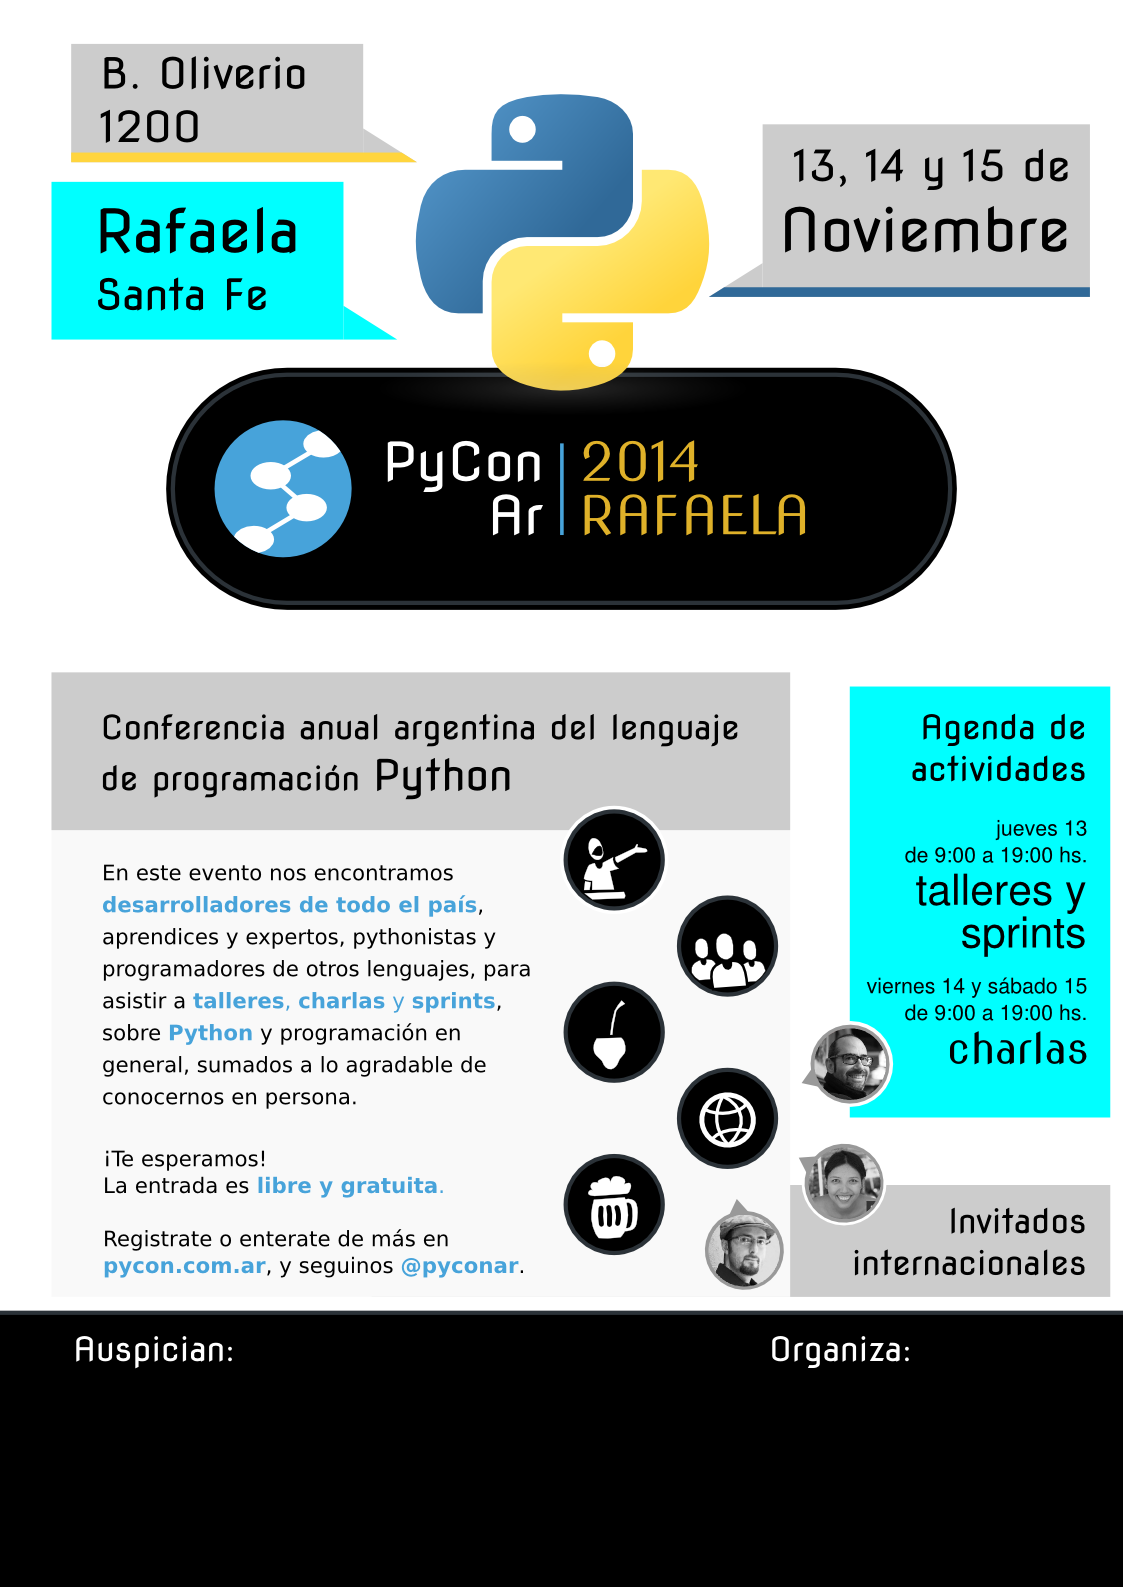 B. Oliverio
1200
Rafaela
Santa Fe
13, 14 y 15 de
Noviembre
PyCon
Ar
2014
RAFAELA
Conferencia anual argentina del lenguaje
de programación Python
En este evento nos encontramos
desarrolladores de todo el país,
aprendices y expertos, pythonistas y
programadores de otros lenguajes, para
asistir a talleres, charlas y sprints,
sobre Python y programación en
general, sumados a lo agradable de
conocernos en persona.
¡Te esperamos!
La entrada es libre y gratuita.
Registrate o enterate de más en
pycon.com.ar, y seguinos @pyconar.
Agenda de
actividades
jueves 13
de 9:00 a 19:00 hs.
talleres y
sprints
viernes 14 y sábado 15
de 9:00 a 19:00 hs.
charlas
Invitados
internacionales
Auspician:
Organiza: